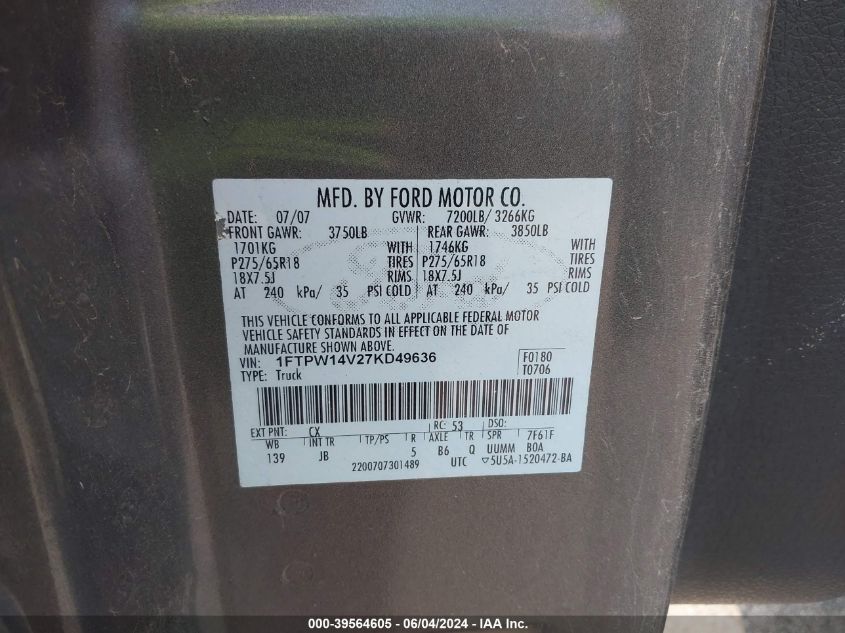 MFD. BY FORD MOTOR CO.
DATE: 07/07 GVWR: 7200LB/ 3266KG
FRONT GAWR: 3750LB REAR GAWR: 3850LB
1701KG WITH 1746KG WITH
P275/65R18 TIRES P275/65R18 TIRES
18X7.5J RIMS 18X7.5J RIMS
AT 240 kPa/ 35 PSI COLD AT 240 kPa/ 35 PSI COLD
THIS VEHICLE CONFORMS TO ALL APPLICABLE FEDERAL MOTOR
VEHICLE SAFETY STANDARDS IN EFFECT ON THE DATE OF
MANUFACTURE SHOWN ABOVE.
VIN: 1FTPW14V27KD49636 F0180
TYPE: Truck T0706
EXT PNT: CX RC: 53 DSO:
WB INT TR TP/PS R AXLE TR SPR 7F61F
139 JB 5 B6 Q UUMM BOA
2200707301489 UTC ▽5U5A-1520472-BA
000-39564605 - 06/04/2024 - IAA Inc.